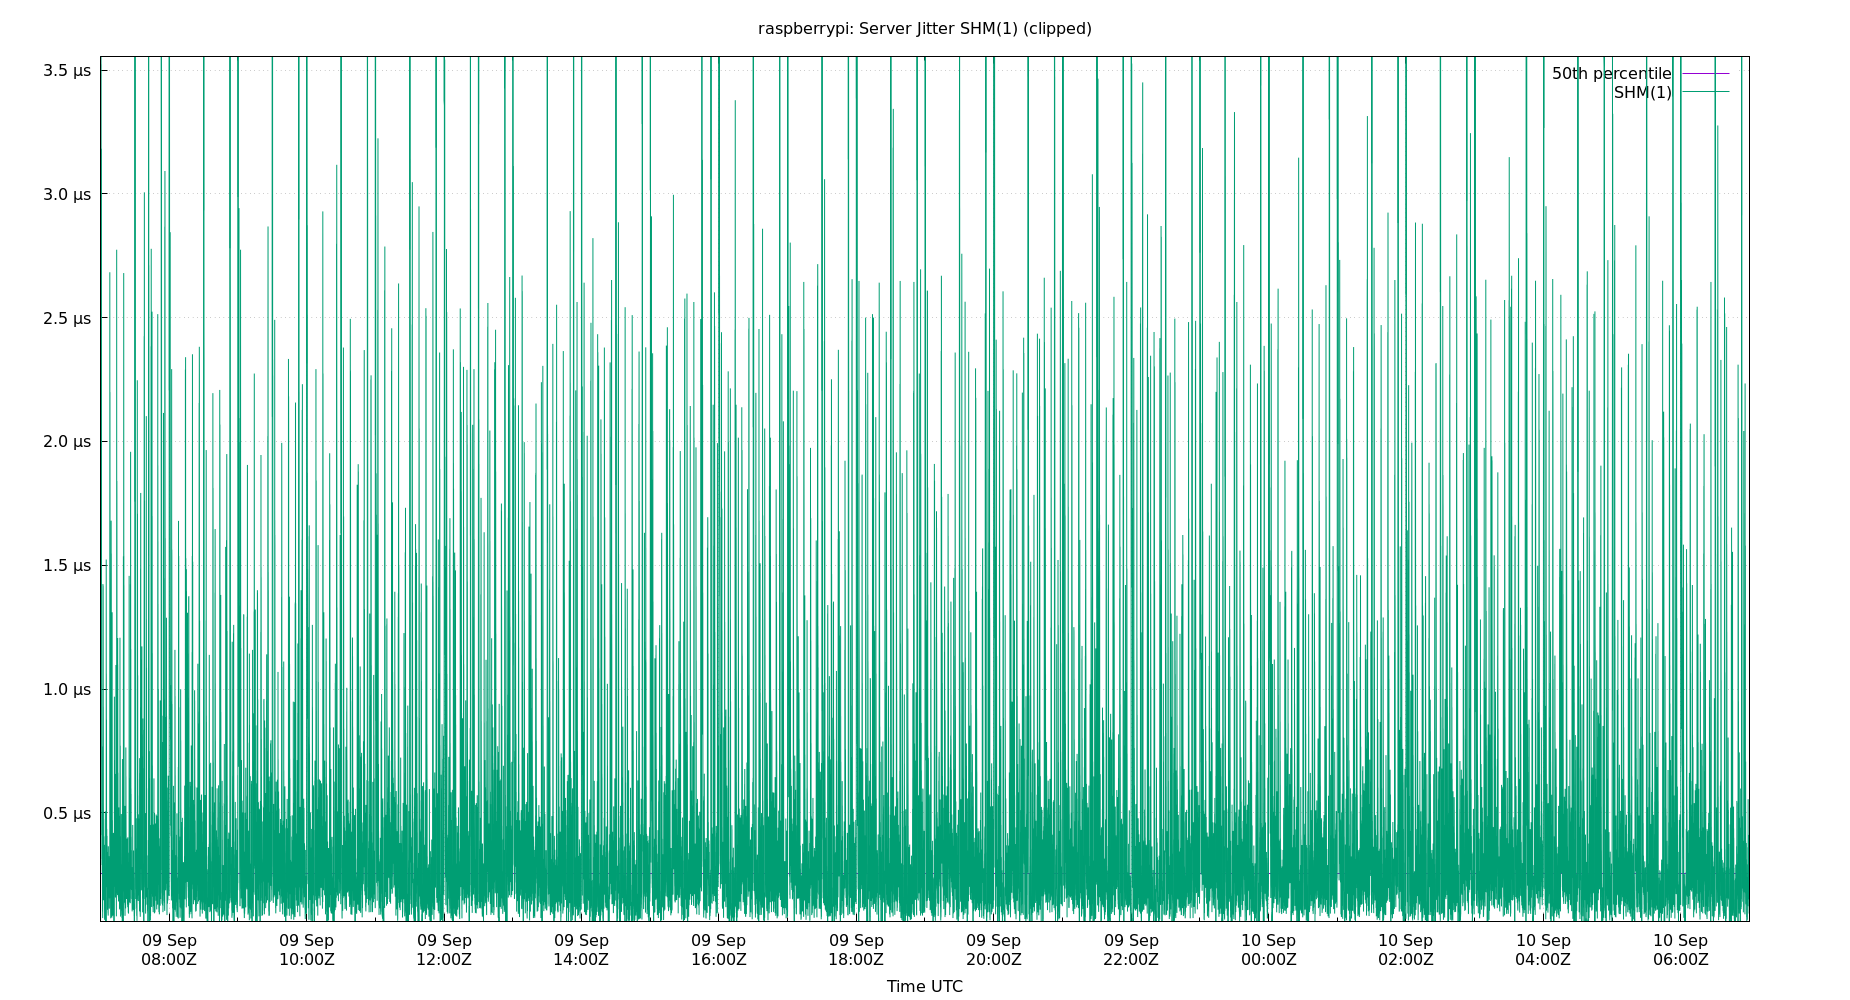 raspberrypi: Server Jitter SHM(1) (clipped)
3.5 µs
3.0 µs
2.5 µs
2.0 µs
1.5 µs
1.0 µs
0.5 µs
50th percentile
SHM(1)
09 Sep 09 Sep 09 Sep 09 Sep 09 Sep 09 Sep 09 Sep 09 Sep 10 Sep 10 Sep 10 Sep 10 Sep
08:00Z 10:00Z 12:00Z 14:00Z 16:00Z 18:00Z 20:00Z 22:00Z 00:00Z 02:00Z 04:00Z 06:00Z
Time UTC